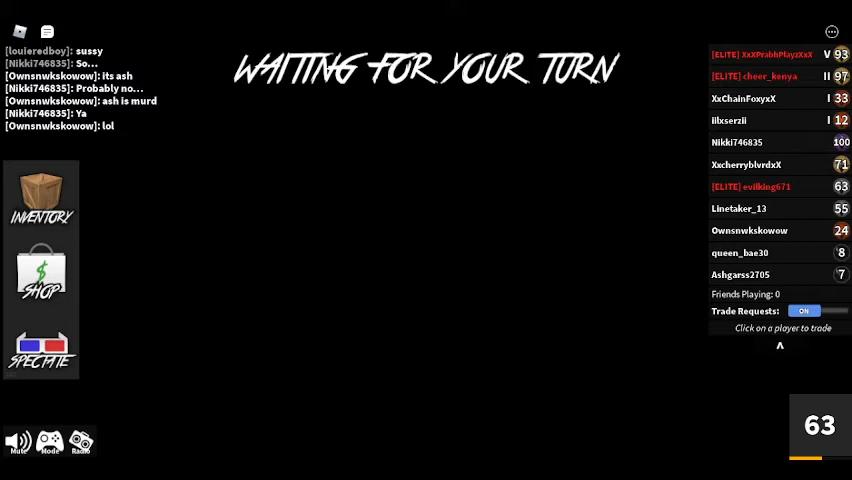 [louieredboy]: sussy
[Nikki746835]: So...
[Ownsnwkskowow]: its ash
[Nikki746835]: Probably no...
[Ownsnwkskowow]: ash is murd
[Nikki746835]: Ya
[Ownsnwkskowow]: lol
WAITING FOR YOUR TURN
INVENTORY
$
SHOP
SPECTATE
Mute Mode Radio
[ELITE] XxXPrabhPlayzXxX V 93
[ELITE] cheer_kenya II 97
XxChainFoxyxX I 33
iilxserzii I 12
Nikki746835 100
XxcherryblvrdxX 71
[ELITE] evilking671 63
Linetaker_13 55
Ownsnwkskowow 24
queen_bae30 8
Ashgarss2705 7
Friends Playing: 0
Trade Requests: ON
Click on a player to trade
63